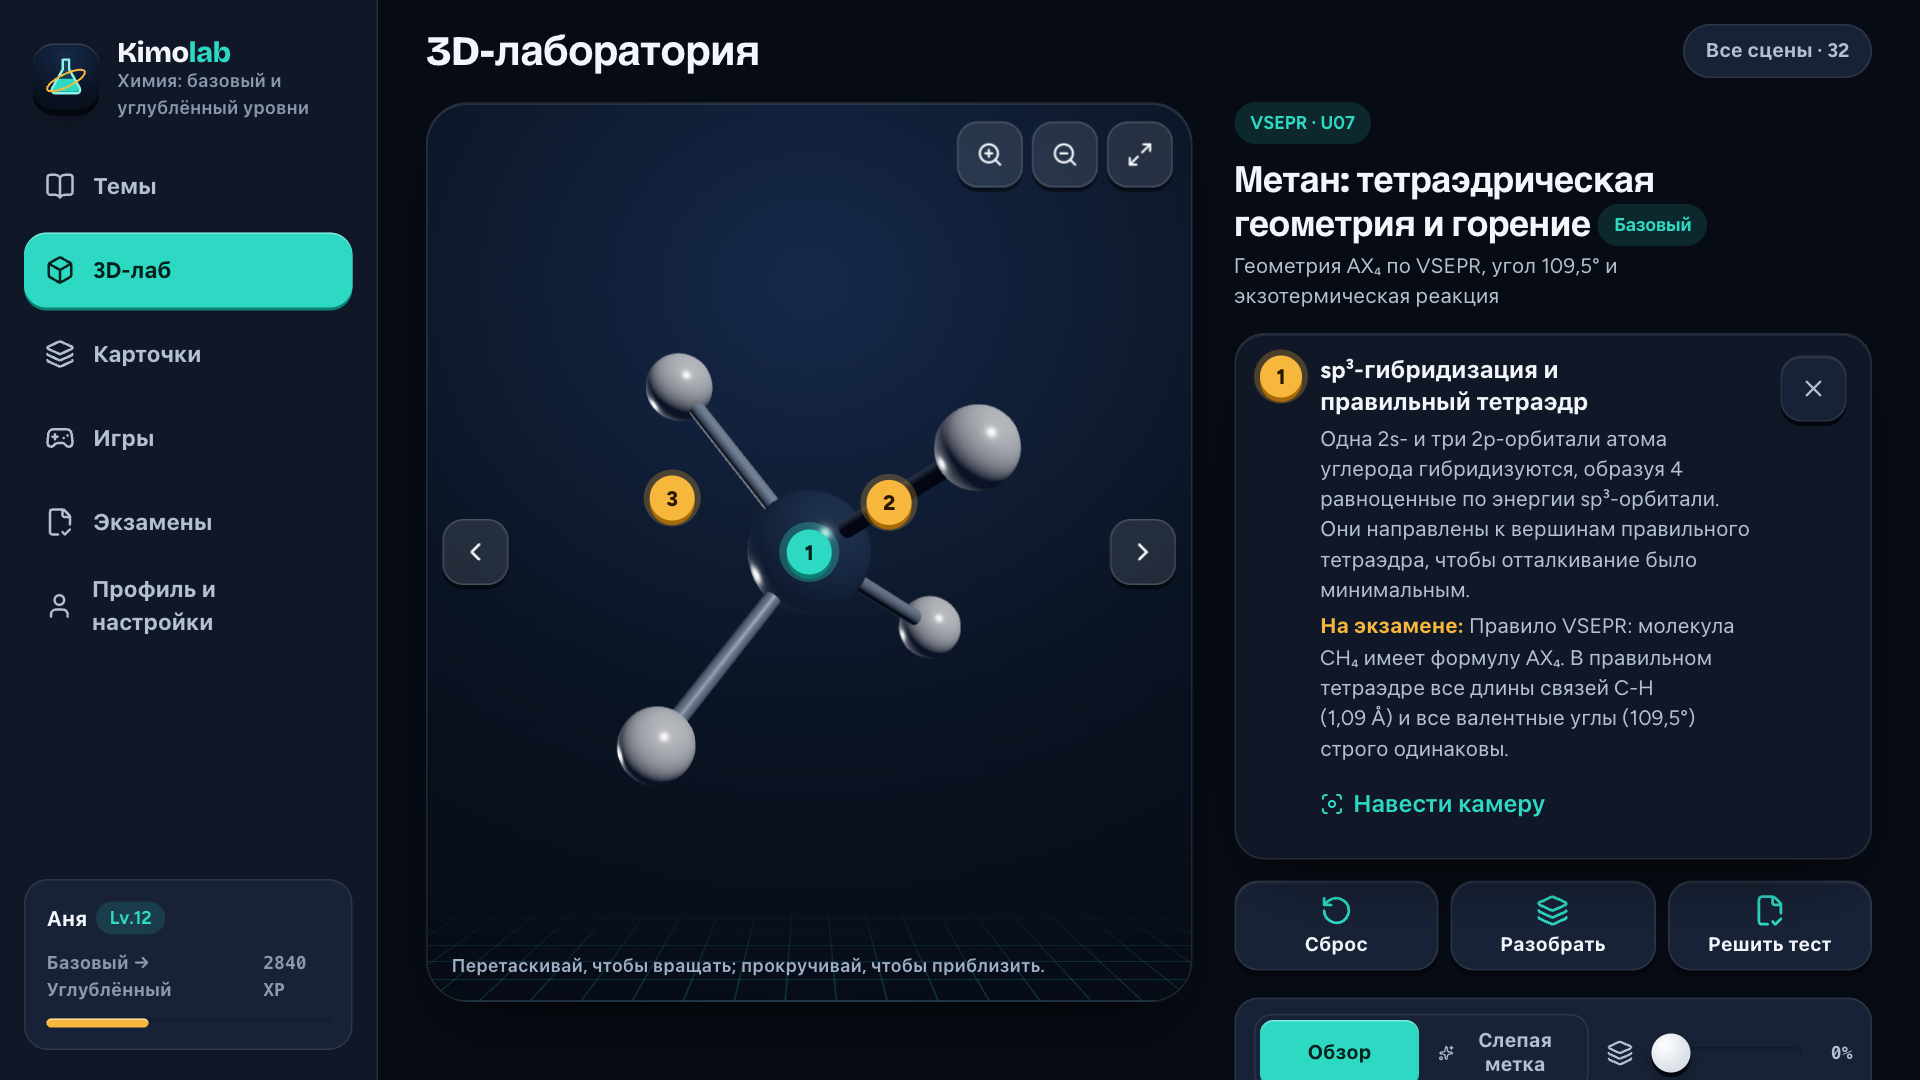 Kimolab
Химия: базовый и
углублённый уровни
Темы
3D-лаб
Карточки
Игры
Экзамены
Профиль и
настройки
Аня Lv.12
Базовый → 2840
Углублённый XP
3D-лаборатория
Все сцены · 32
3
2
1
Перетаскивай, чтобы вращать; прокручивай, чтобы приблизить.
VSEPR · U07
Метан: тетраэдрическая
геометрия и горение Базовый
Геометрия AX₄ по VSEPR, угол 109,5° и
экзотермическая реакция
1
sp³-гибридизация и
правильный тетраэдр
Одна 2s- и три 2p-орбитали атома
углерода гибридизуются, образуя 4
равноценные по энергии sp³-орбитали.
Они направлены к вершинам правильного
тетраэдра, чтобы отталкивание было
минимальным.
На экзамене: Правило VSEPR: молекула
CH₄ имеет формулу AX₄. В правильном
тетраэдре все длины связей C-H
(1,09 Å) и все валентные углы (109,5°)
строго одинаковы.
Навести камеру
Сброс
Разобрать
Решить тест
Обзор
Слепая
метка
0%